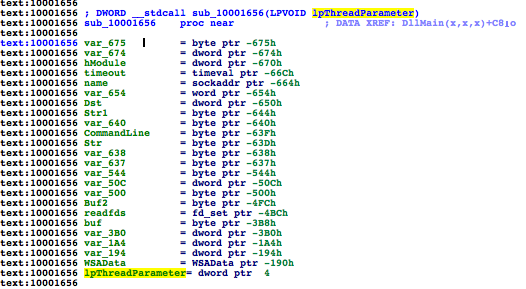 text:10001656
text:10001656 ; DWORD __stdcall sub_10001656(LPVOID lpThreadParameter)
text:10001656 sub_10001656 proc near ; DATA XREF: DllMain(x,x,x)+C8↓o
text:10001656
text:10001656 var_675 = byte ptr -675h
text:10001656 var_674 = dword ptr -674h
text:10001656 hModule = dword ptr -670h
text:10001656 timeout = timeval ptr -66Ch
text:10001656 name = sockaddr ptr -664h
text:10001656 var_654 = word ptr -654h
text:10001656 Dst = dword ptr -650h
text:10001656 Str1 = byte ptr -644h
text:10001656 var_640 = byte ptr -640h
text:10001656 CommandLine = byte ptr -63Fh
text:10001656 Str = byte ptr -63Dh
text:10001656 var_638 = byte ptr -638h
text:10001656 var_637 = byte ptr -637h
text:10001656 var_544 = byte ptr -544h
text:10001656 var_50C = dword ptr -50Ch
text:10001656 var_500 = byte ptr -500h
text:10001656 Buf2 = byte ptr -4FCh
text:10001656 readfds = fd_set ptr -4BCh
text:10001656 buf = byte ptr -3B8h
text:10001656 var_3B0 = dword ptr -3B0h
text:10001656 var_1A4 = dword ptr -1A4h
text:10001656 var_194 = dword ptr -194h
text:10001656 WSAData = WSAData ptr -190h
text:10001656 lpThreadParameter= dword ptr 4
text:10001656